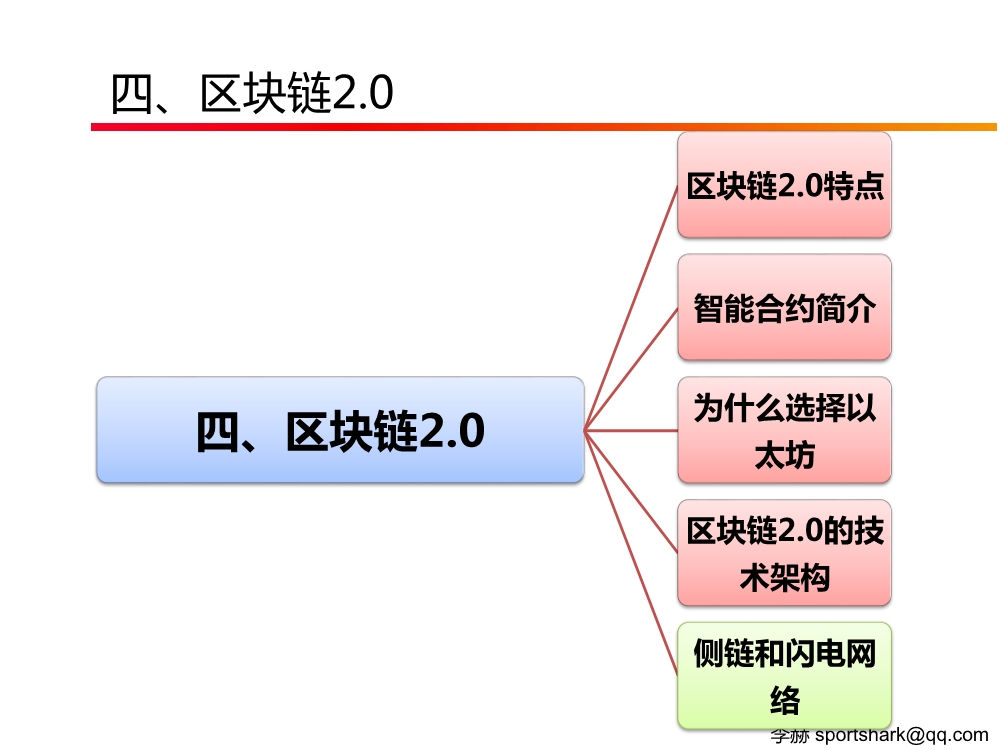 四、区块链2.0
区块链2.0特点
智能合约简介
四、区块链2.0
为什么选择以
太坊
区块链2.0的技
术架构
侧链和闪电网
络
李赫 sportshark@qq.com